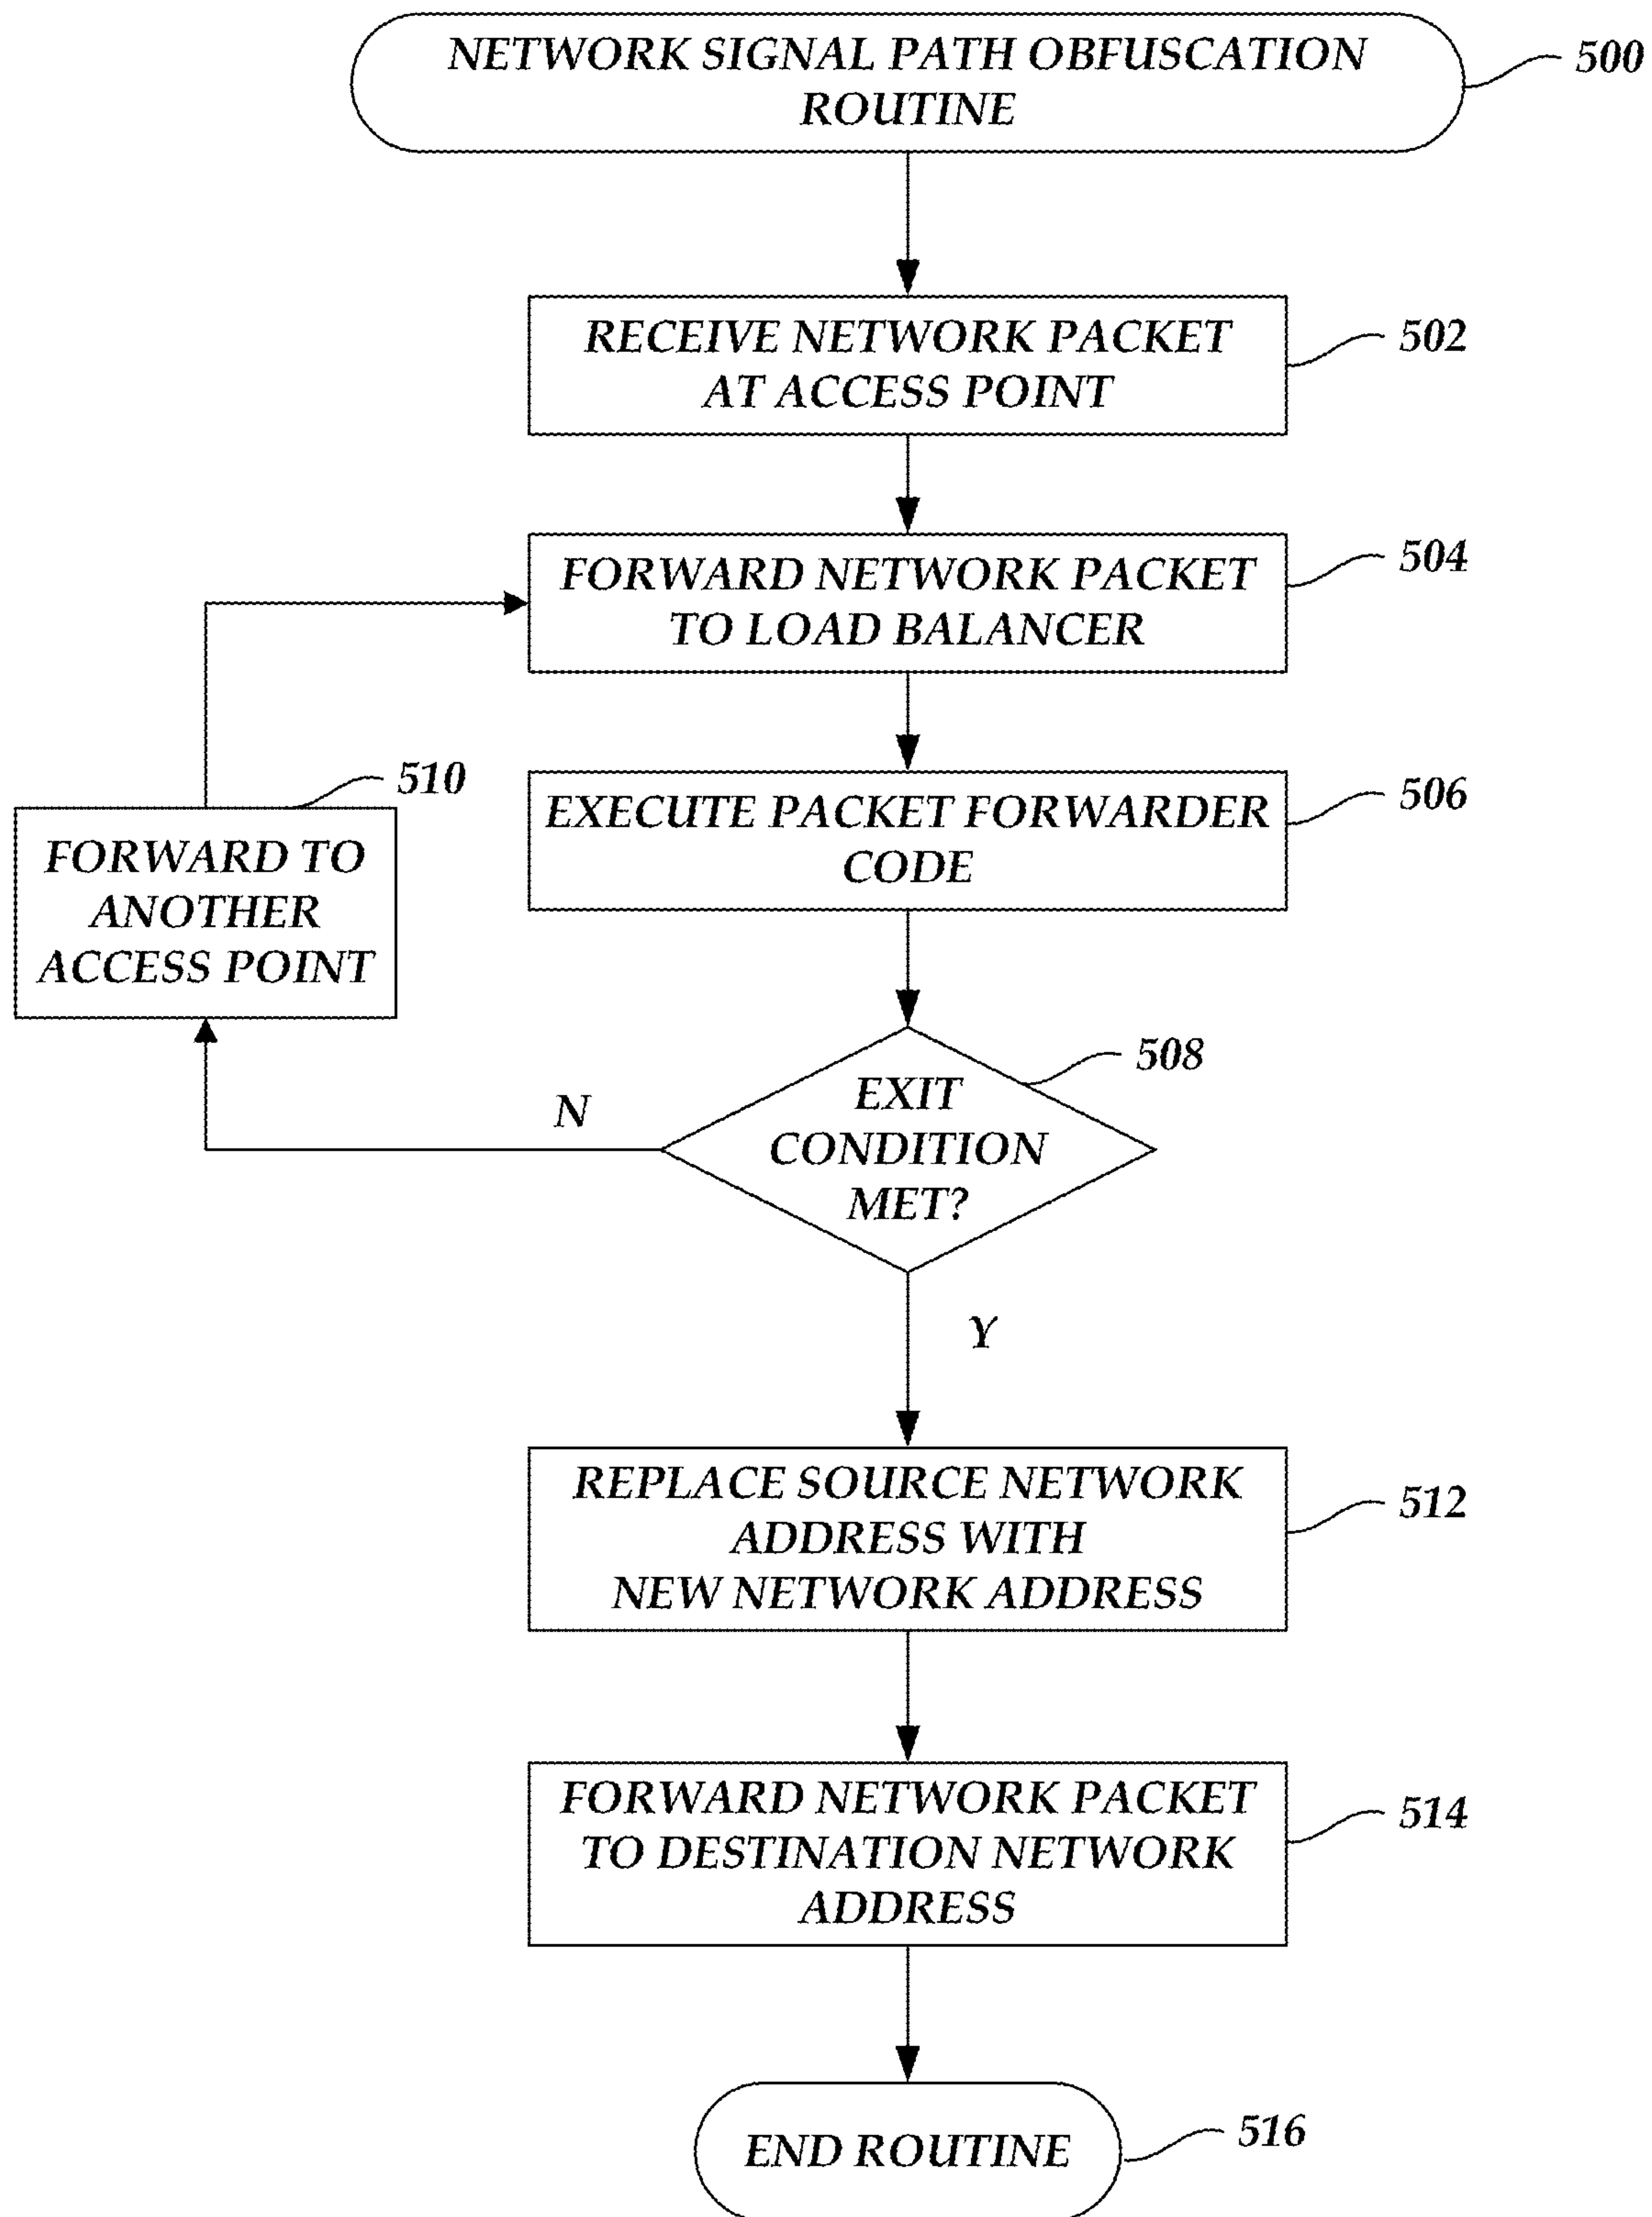 NETWORK SIGNAL PATH OBFUSCATION
ROUTINE
500
RECEIVE NETWORK PACKET
AT ACCESS POINT
502
FORWARD NETWORK PACKET
TO LOAD BALANCER
504
EXECUTE PACKET FORWARDER
CODE
506
510
FORWARD TO
ANOTHER
ACCESS POINT
508
EXIT
CONDITION
MET?
N
Y
REPLACE SOURCE NETWORK
ADDRESS WITH
NEW NETWORK ADDRESS
512
FORWARD NETWORK PACKET
TO DESTINATION NETWORK
ADDRESS
514
END ROUTINE
516